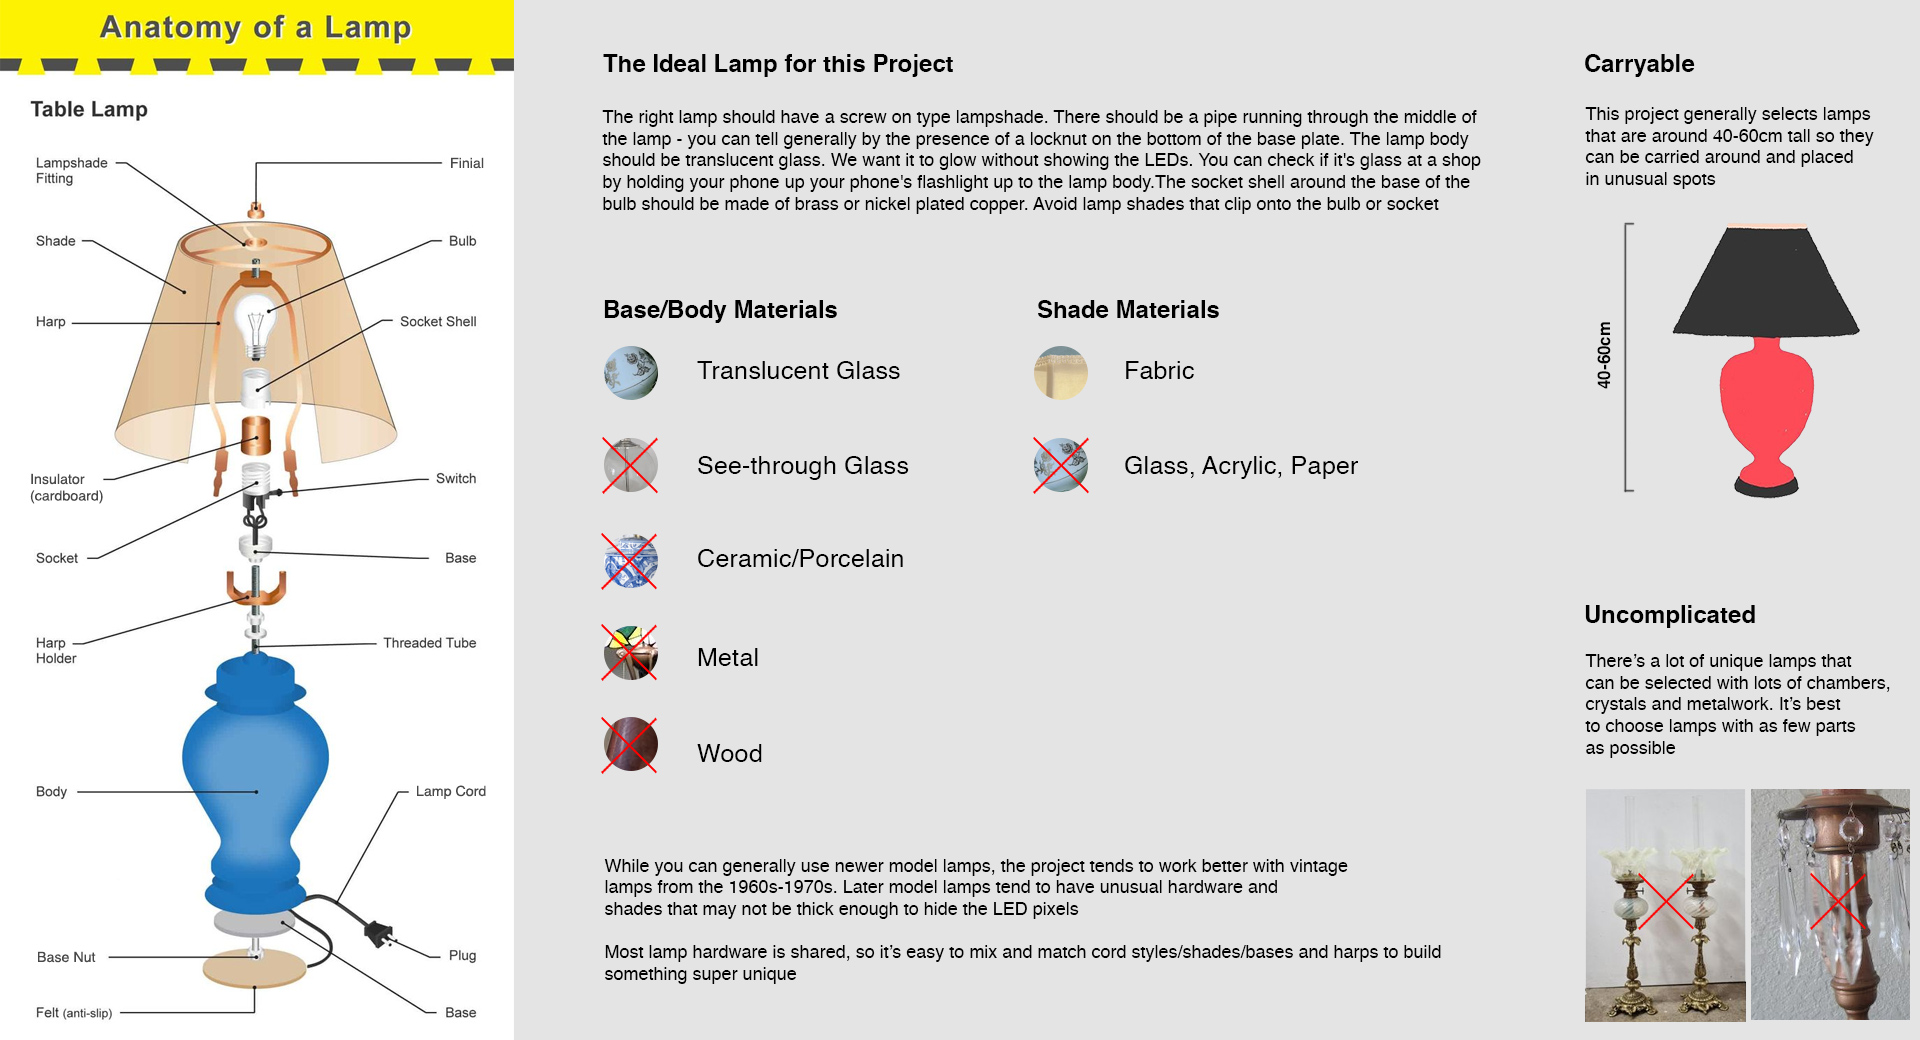 Anatomy of a Lamp
Table Lamp
Lampshade
Fitting
Finial
Shade
Bulb
Harp
Socket Shell
Insulator
(cardboard)
Switch
Socket
Base
Harp
Holder
Threaded Tube
Body
Lamp Cord
Base Nut
Plug
Felt (anti-slip)
Base
The Ideal Lamp for this Project
The right lamp should have a screw on type lampshade. There should be a pipe running through the middle of
the lamp - you can tell generally by the presence of a locknut on the bottom of the base plate. The lamp body
should be translucent glass. We want it to glow without showing the LEDs. You can check if it's glass at a shop
by holding your phone up your phone's flashlight up to the lamp body.The socket shell around the base of the
bulb should be made of brass or nickel plated copper. Avoid lamp shades that clip onto the bulb or socket
Base/Body Materials
Translucent Glass
See-through Glass
Ceramic/Porcelain
Metal
Wood
Shade Materials
Fabric
Glass, Acrylic, Paper
While you can generally use newer model lamps, the project tends to work better with vintage
lamps from the 1960s-1970s. Later model lamps tend to have unusual hardware and
shades that may not be thick enough to hide the LED pixels
Most lamp hardware is shared, so it's easy to mix and match cord styles/shades/bases and harps to build
something super unique
Carryable
This project generally selects lamps
that are around 40-60cm tall so they
can be carried around and placed
in unusual spots
40-60cm
Uncomplicated
There's a lot of unique lamps that
can be selected with lots of chambers,
crystals and metalwork. It's best
to choose lamps with as few parts
as possible